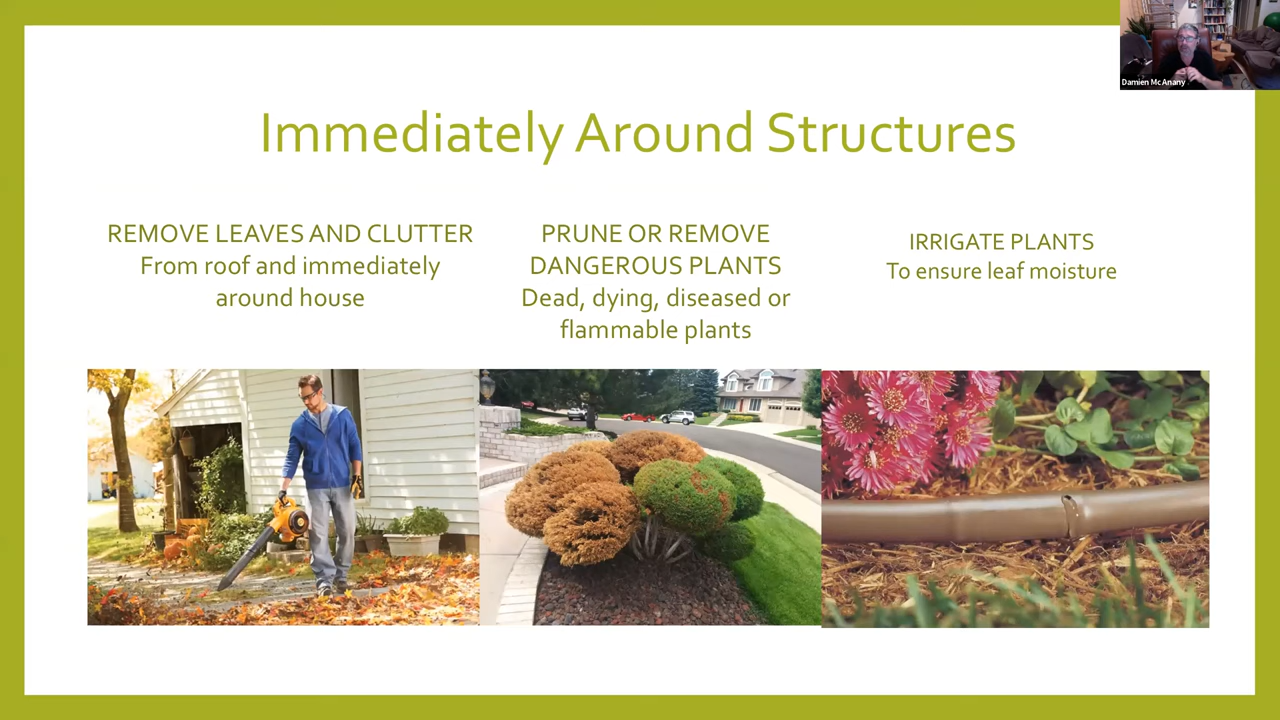 Damien Mc Anany
Immediately Around Structures
REMOVE LEAVES AND CLUTTER
From roof and immediately
around house
PRUNE OR REMOVE
DANGEROUS PLANTS
Dead, dying, diseased or
flammable plants
IRRIGATE PLANTS
To ensure leaf moisture